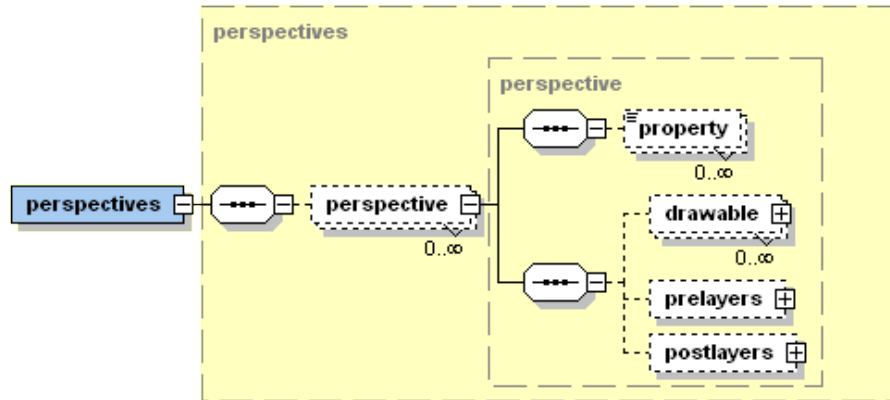 perspectives
perspective
property
0..∞
perspectives
perspective
0..∞
drawable
0..∞
prelayers
postlayers